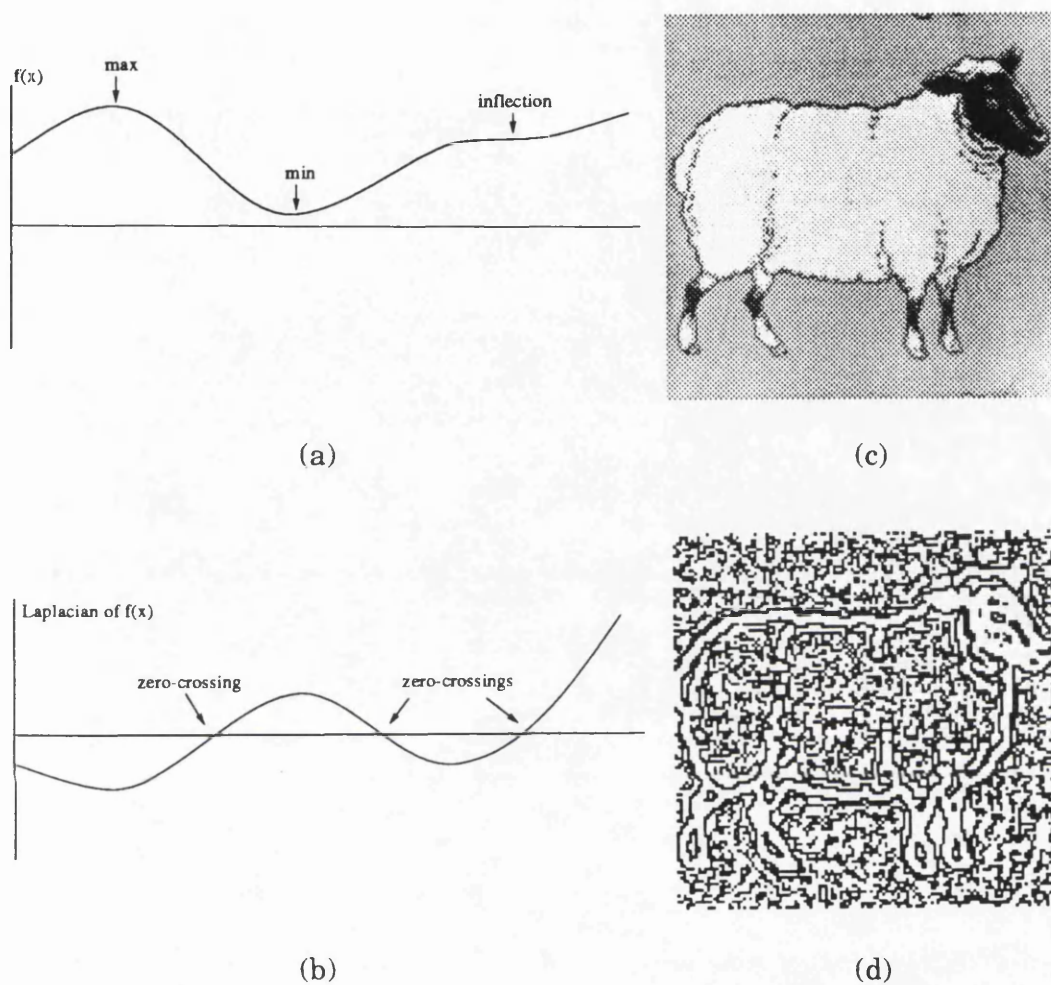 f(x)
max
inflection
min
(a)
(c)
Laplacian of f(x)
zero-crossing
zero-crossings
(b)
(d)